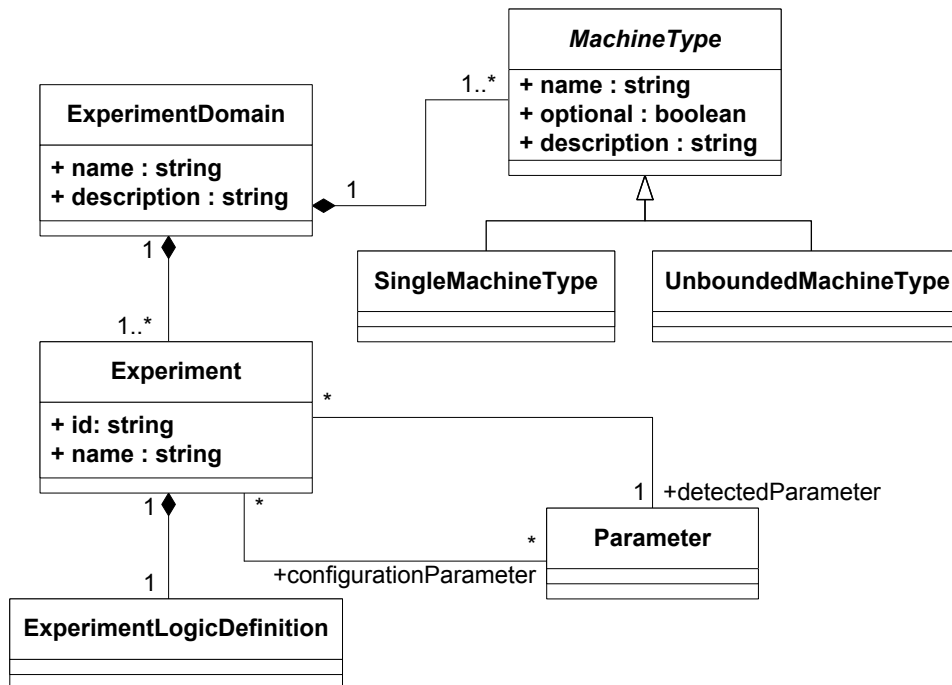 MachineType
+ name : string
+ optional : boolean
+ description : string
1..*
ExperimentDomain
+ name : string
+ description : string
1
1
SingleMachineType
UnboundedMachineType
1..*
Experiment
+ id: string
+ name : string
*
1
*
1
+detectedParameter
Parameter
*
+configurationParameter
1
ExperimentLogicDefinition